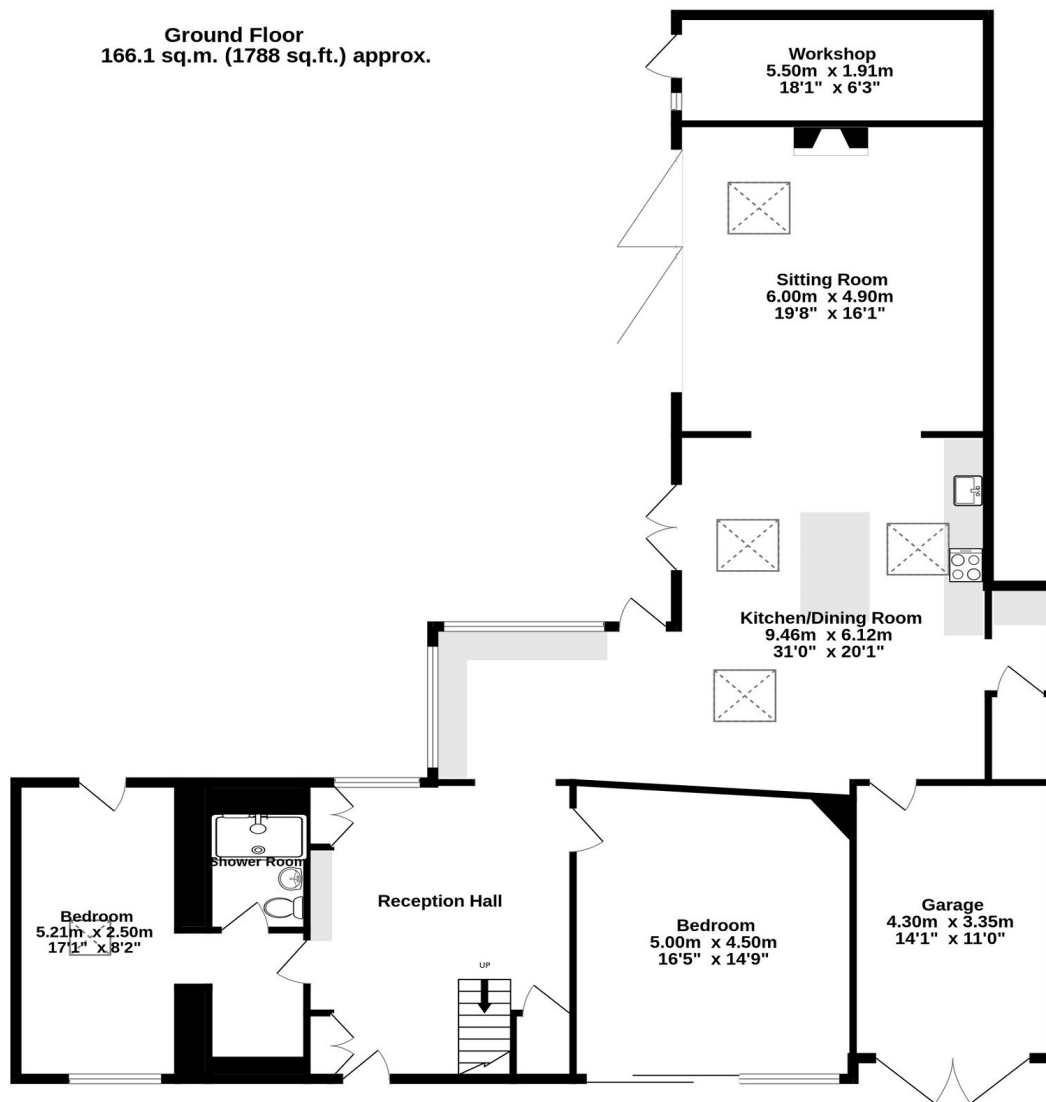 Ground Floor
166.1 sq.m. (1788 sq.ft.) approx.
Workshop
5.50m x 1.91m
18'1" x 6'3"
Sitting Room
6.00m x 4.90m
19'8" x 16'1"
Kitchen/Dining Room
9.46m x 6.12m
31'0" x 20'1"
Shower Room
Reception Hall
Bedroom
5.21m x 2.50m
17'1" x 8'2"
UP
Bedroom
5.00m x 4.50m
16'5" x 14'9"
Garage
4.30m x 3.35m
14'1" x 11'0"